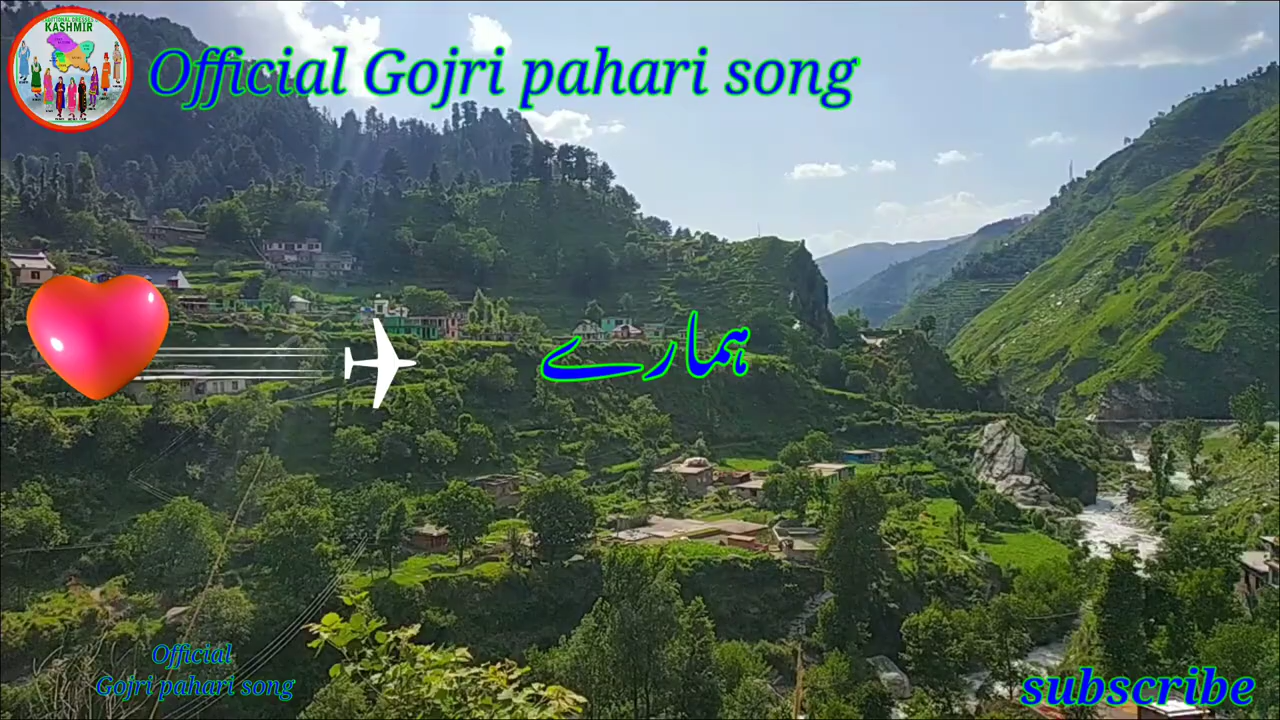 KASHMIR
Official Gojri pahari song
ہمارے
Official
Gojri pahari song
subscribe